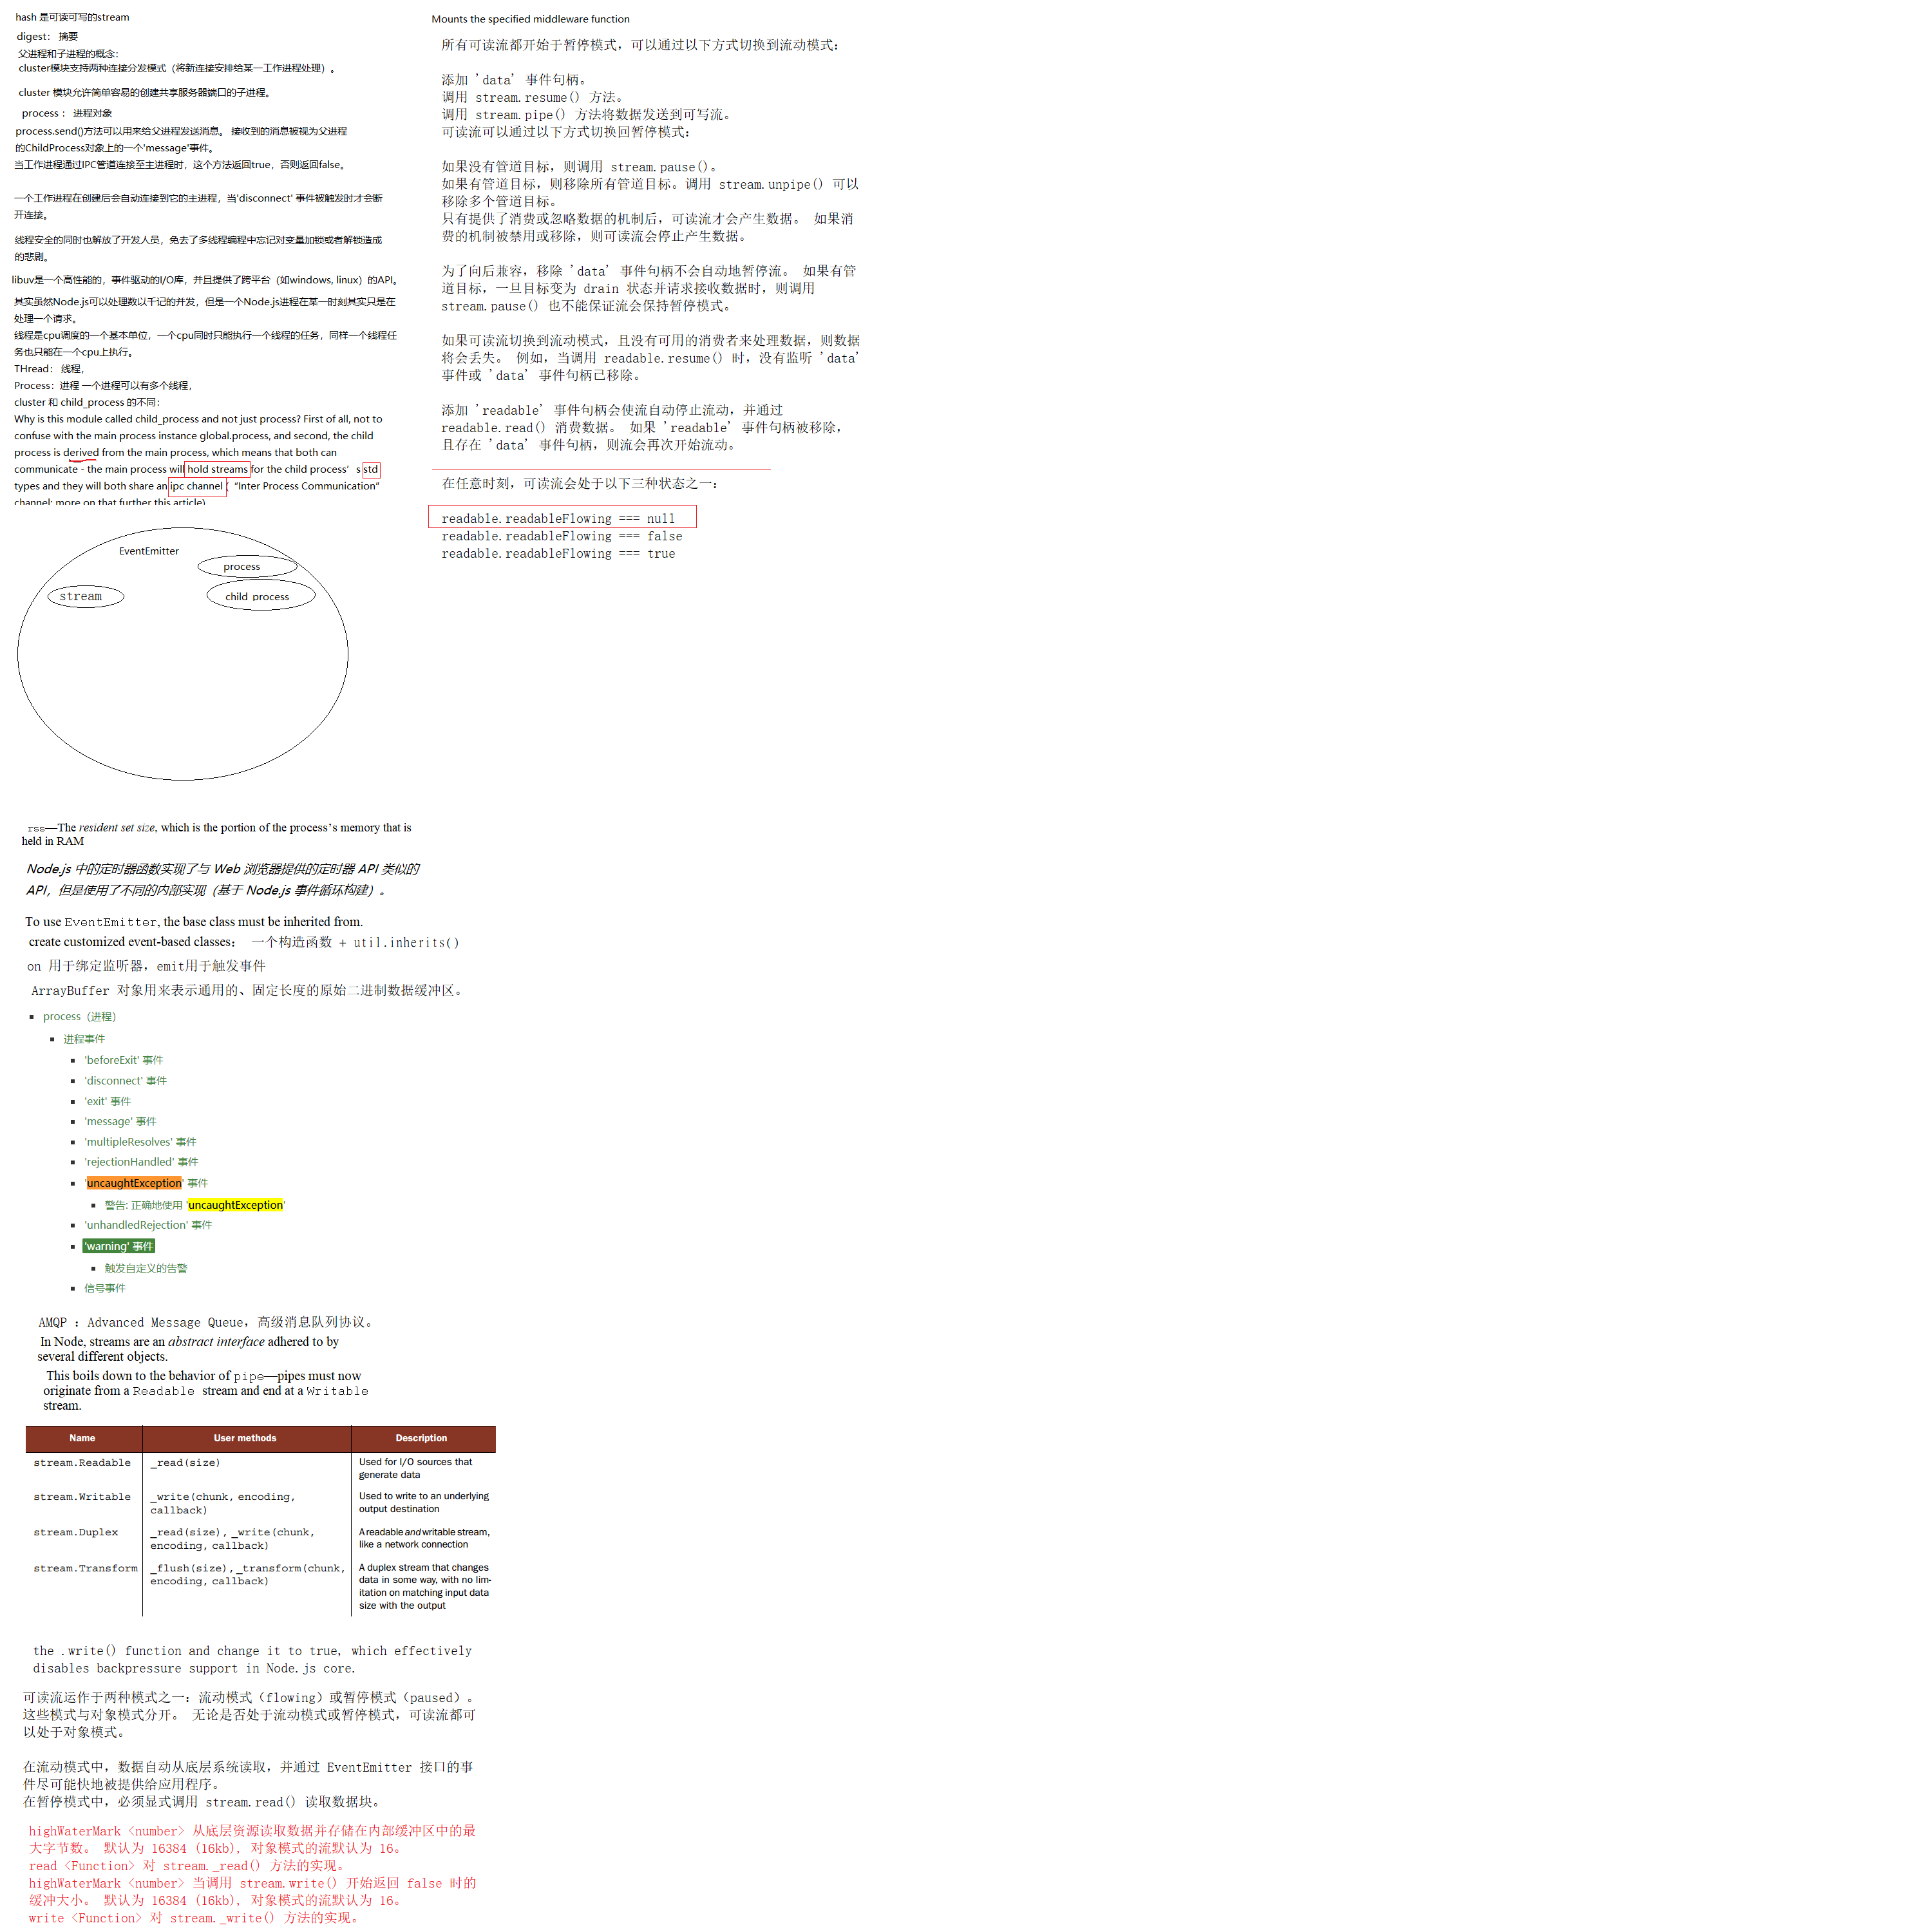 hash 是可读可写的stream
digest： 摘要
父进程和子进程的概念：
cluster模块支持两种连接分发模式（将新连接安排给某一工作进程处理）。
cluster 模块允许简单容易的创建共享服务器端口的子进程。
process ： 进程对象
process.send()方法可以用来给父进程发送消息。 接收到的消息被视为父进程
的ChildProcess对象上的一个'message'事件。
当工作进程通过IPC管道连接至主进程时，这个方法返回true，否则返回false。
一个工作进程在创建后会自动连接到它的主进程，当'disconnect' 事件被触发时才会断
开连接。
线程安全的同时也解放了开发人员，免去了多线程编程中忘记对变量加锁或者解锁造成
的悲剧。
libuv是一个高性能的，事件驱动的I/O库，并且提供了跨平台（如windows, linux）的API。
其实虽然Node.js可以处理数以千记的并发，但是一个Node.js进程在某一时刻其实只是在
处理一个请求。
线程是cpu调度的一个基本单位，一个cpu同时只能执行一个线程的任务，同样一个线程任
务也只能在一个cpu上执行。
THread： 线程，
Process：进程 一个进程可以有多个线程，
cluster 和 child_process 的不同：
Why is this module called child_process and not just process? First of all, not to
confuse with the main process instance global.process, and second, the child
process is derived from the main process, which means that both can
communicate - the main process will hold streams for the child process’s std
types and they will both share an ipc channel (“Inter Process Communication”
channel; more on that further this article)
EventEmitter
process
stream
child_process
rss—The resident set size, which is the portion of the process’s memory that is
held in RAM
Node.js 中的定时器函数实现了与 Web 浏览器提供的定时器 API 类似的
API，但是使用了不同的内部实现（基于 Node.js 事件循环构建）。
To use EventEmitter, the base class must be inherited from.
create customized event-based classes： 一个构造函数 + util.inherits()
on 用于绑定监听器，emit用于触发事件
ArrayBuffer 对象用来表示通用的、固定长度的原始二进制数据缓冲区。
process（进程）
进程事件
'beforeExit' 事件
'disconnect' 事件
'exit' 事件
'message' 事件
'multipleResolves' 事件
'rejectionHandled' 事件
'uncaughtException' 事件
警告: 正确地使用 'uncaughtException'
'unhandledRejection' 事件
'warning' 事件
触发自定义的告警
信号事件
AMQP ：Advanced Message Queue，高级消息队列协议。
In Node, streams are an abstract interface adhered to by
several different objects.
This boils down to the behavior of pipe—pipes must now
originate from a Readable stream and end at a Writable
stream.
Name User methods Description
stream.Readable _read(size) Used for I/O sources that
generate data
stream.Writable _write(chunk, encoding, Used to write to an underlying
callback) output destination
stream.Duplex _read(size), _write(chunk, A readable and writable stream,
encoding, callback) like a network connection
stream.Transform _flush(size), _transform(chunk, A duplex stream that changes
encoding, callback) data in some way, with no lim-
itation on matching input data
size with the output
the .write() function and change it to true, which effectively
disables backpressure support in Node.js core.
可读流运作于两种模式之一：流动模式（flowing）或暂停模式（paused）。
这些模式与对象模式分开。 无论是否处于流动模式或暂停模式，可读流都可
以处于对象模式。
在流动模式中，数据自动从底层系统读取，并通过 EventEmitter 接口的事
件尽可能快地被提供给应用程序。
在暂停模式中，必须显式调用 stream.read() 读取数据块。
highWaterMark <number> 从底层资源读取数据并存储在内部缓冲区中的最
大字节数。 默认为 16384 (16kb), 对象模式的流默认为 16。
read <Function> 对 stream._read() 方法的实现。
highWaterMark <number> 当调用 stream.write() 开始返回 false 时的
缓冲大小。 默认为 16384 (16kb), 对象模式的流默认为 16。
write <Function> 对 stream._write() 方法的实现。
Mounts the specified middleware function
所有可读流都开始于暂停模式，可以通过以下方式切换到流动模式：
添加 'data' 事件句柄。
调用 stream.resume() 方法。
调用 stream.pipe() 方法将数据发送到可写流。
可读流可以通过以下方式切换回暂停模式：
如果没有管道目标，则调用 stream.pause()。
如果有管道目标，则移除所有管道目标。调用 stream.unpipe() 可以
移除多个管道目标。
只有提供了消费或忽略数据的机制后，可读流才会产生数据。 如果消
费的机制被禁用或移除，则可读流会停止产生数据。
为了向后兼容，移除 'data' 事件句柄不会自动地暂停流。 如果有管
道目标，一旦目标变为 drain 状态并请求接收数据时，则调用
stream.pause() 也不能保证流会保持暂停模式。
如果可读流切换到流动模式，且没有可用的消费者来处理数据，则数据
将会丢失。 例如，当调用 readable.resume() 时，没有监听 'data'
事件或 'data' 事件句柄已移除。
添加 'readable' 事件句柄会使流自动停止流动，并通过
readable.read() 消费数据。 如果 'readable' 事件句柄被移除，
且存在 'data' 事件句柄，则流会再次开始流动。
在任意时刻，可读流会处于以下三种状态之一：
readable.readableFlowing === null
readable.readableFlowing === false
readable.readableFlowing === true